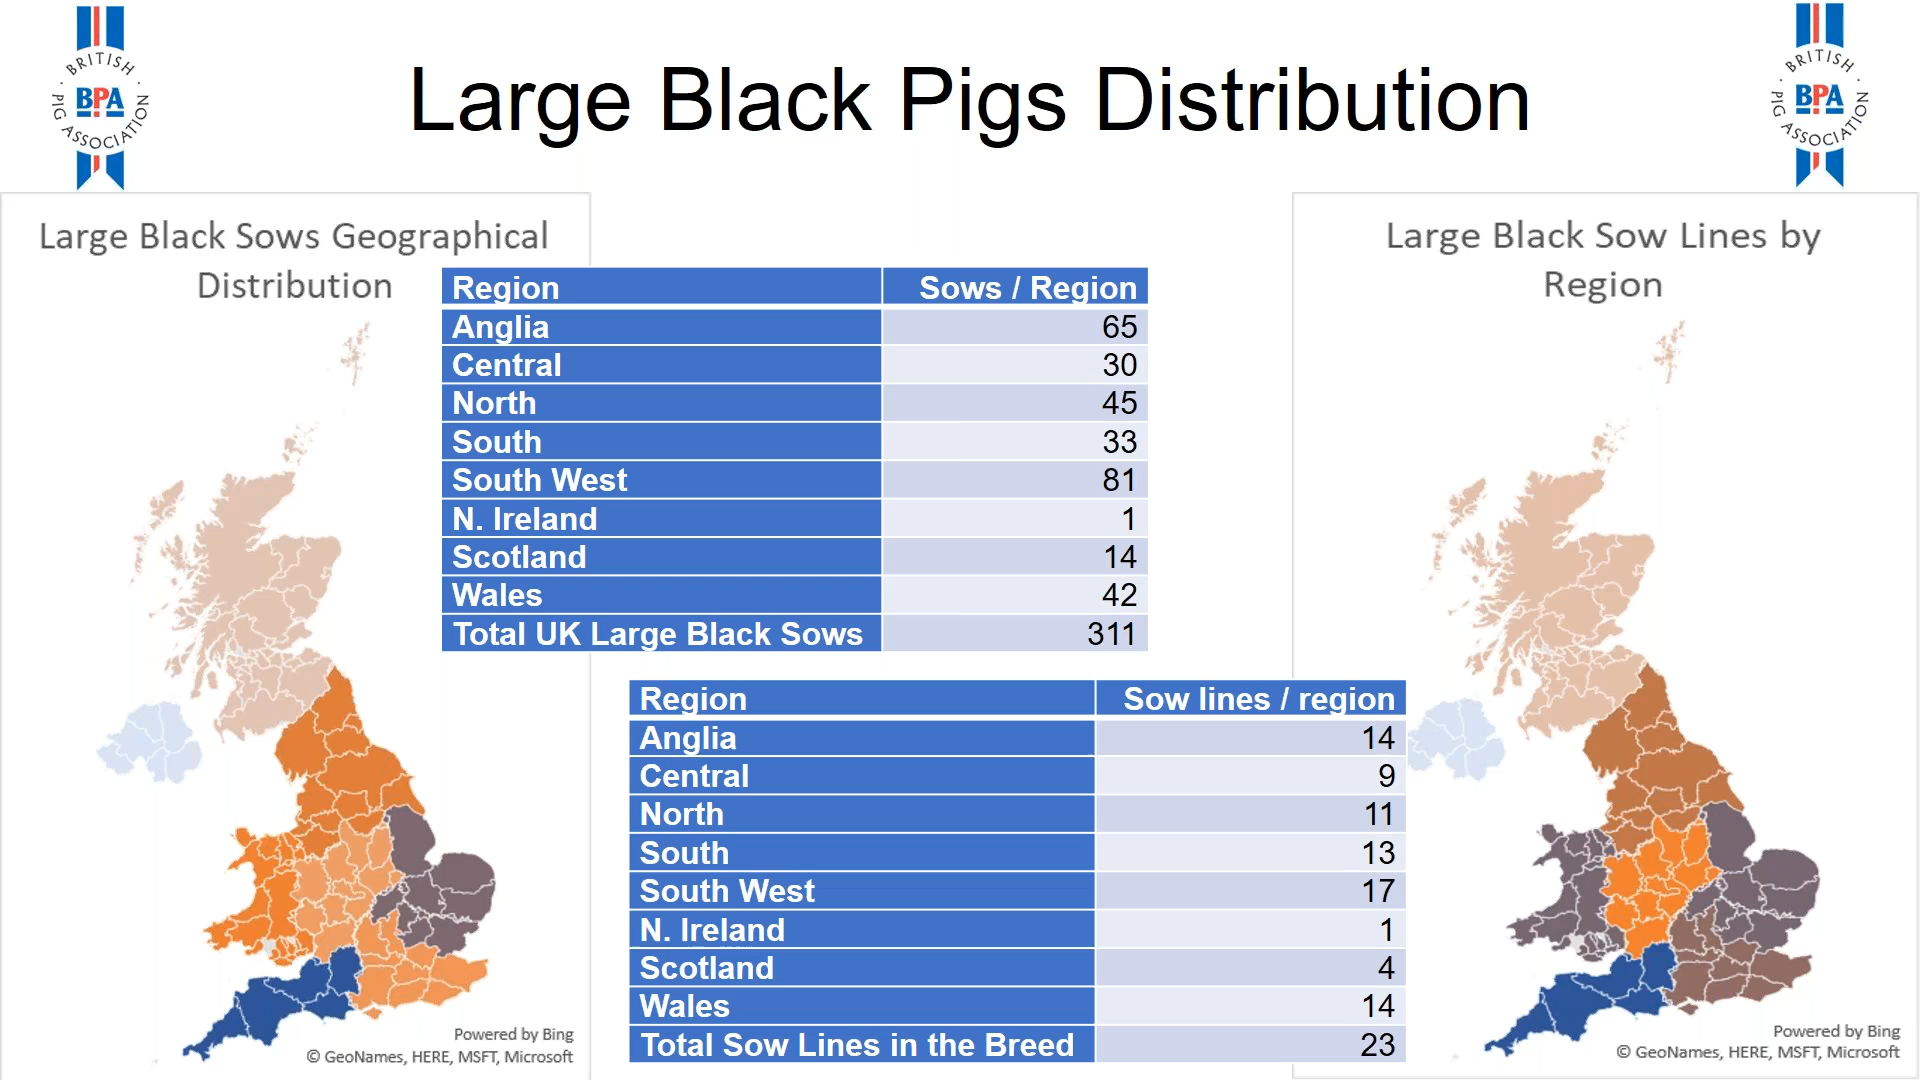 BRITISH
BPA
PIG ASSOCIATION
Large Black Pigs Distribution
BRITISH
BPA
PIG ASSOCIATION
Large Black Sows Geographical
Distribution
Region Sows / Region
Anglia 65
Central 30
North 45
South 33
South West 81
N. Ireland 1
Scotland 14
Wales 42
Total UK Large Black Sows 311
Powered by Bing
© GeoNames, HERE, MSFT, Microsoft
Region Sow lines / region
Anglia 14
Central 9
North 11
South 13
South West 17
N. Ireland 1
Scotland 4
Wales 14
Total Sow Lines in the Breed 23
Large Black Sow Lines by
Region
Powered by Bing
© GeoNames, HERE, MSFT, Microsoft